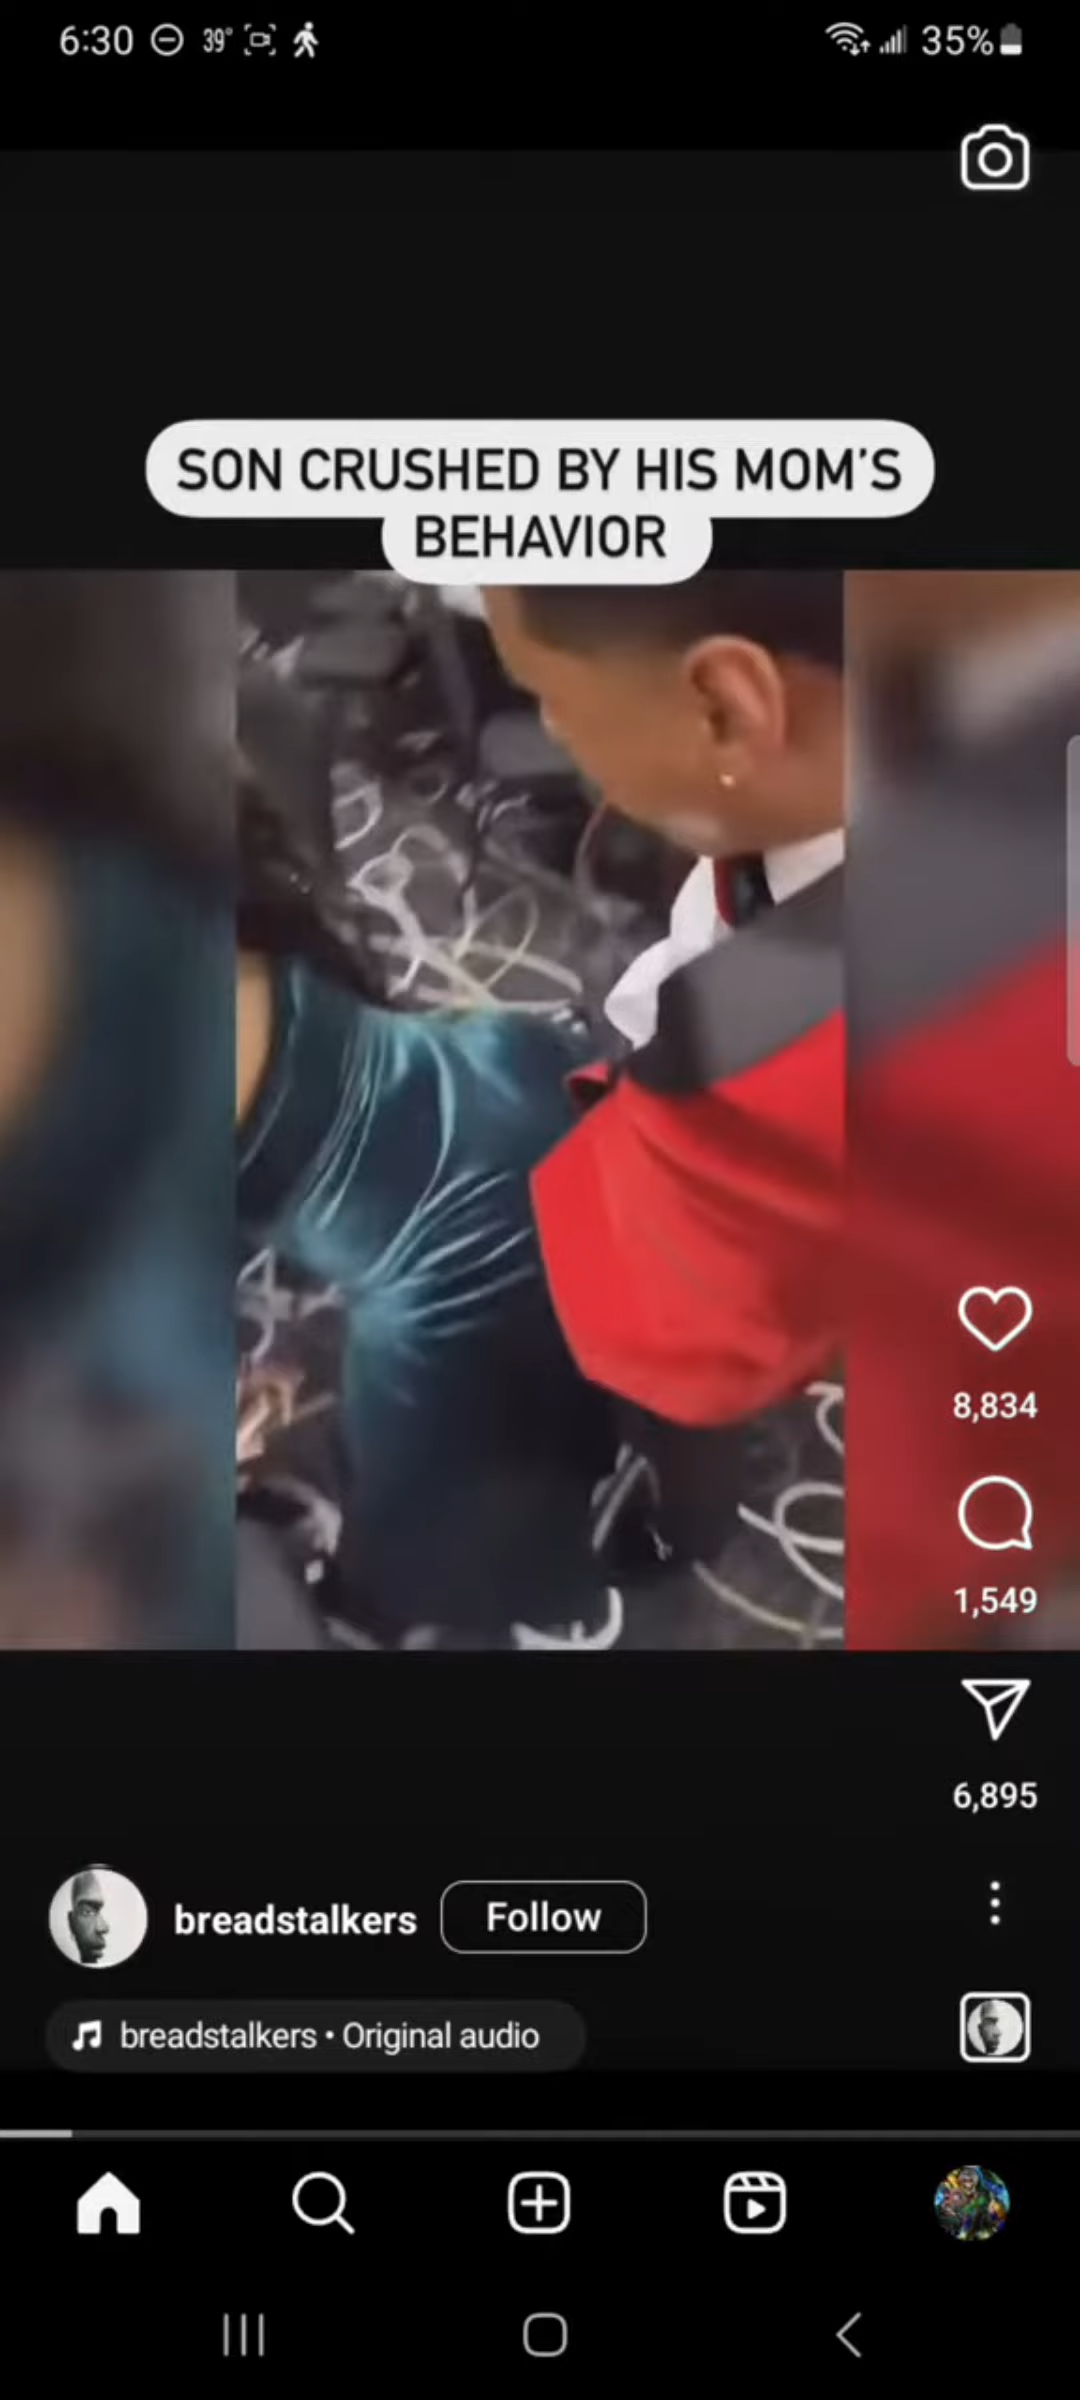 6:30 39°
35%
SON CRUSHED BY HIS MOM'S
BEHAVIOR
8,834
1,549
6,895
breadstalkers Follow
breadstalkers • Original audio